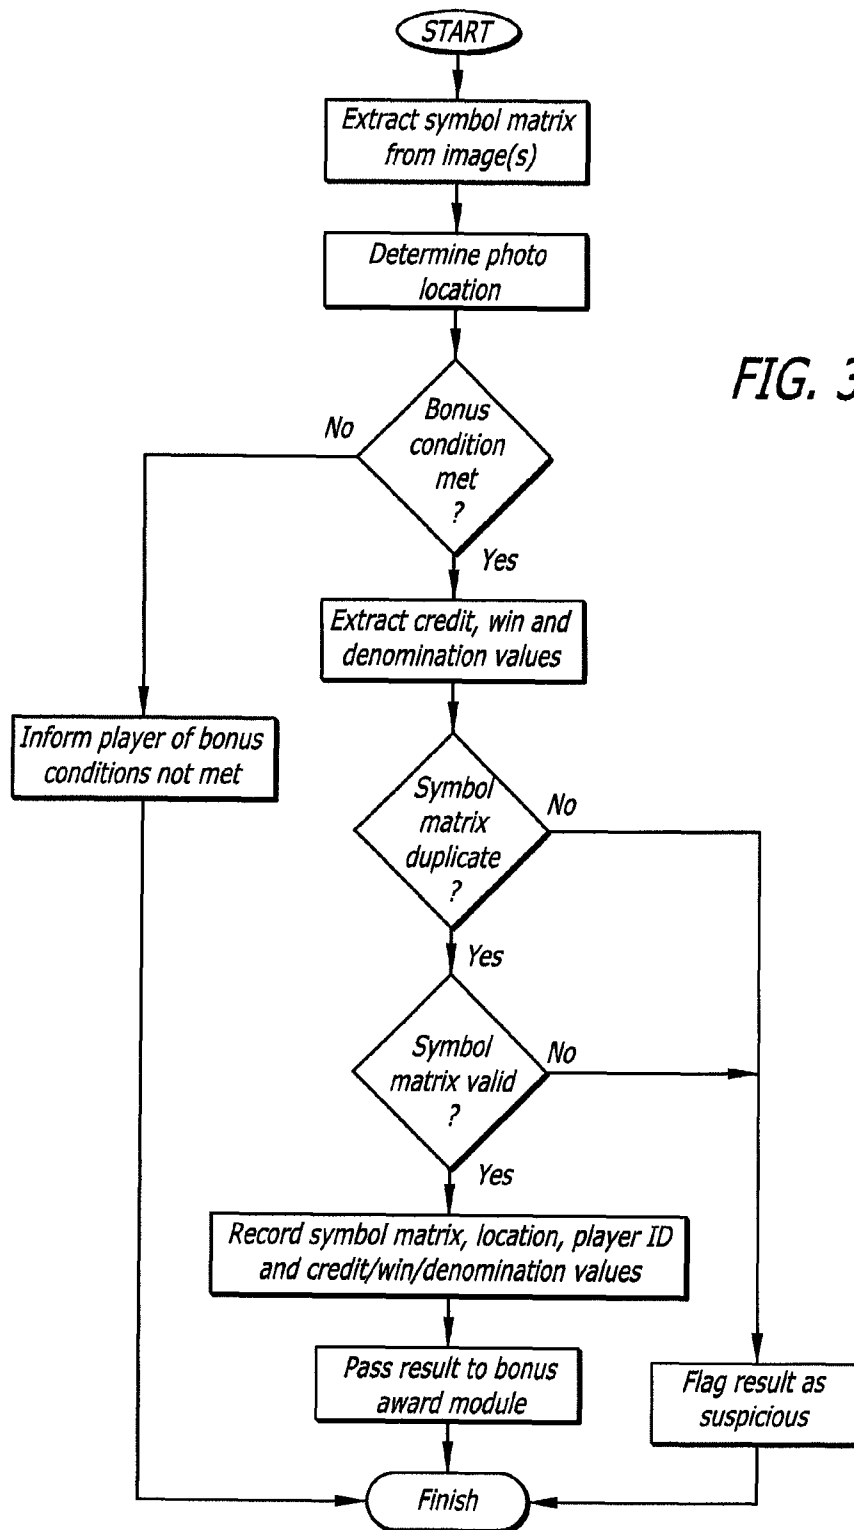 START
Extract symbol matrix
from image(s)
Determine photo
location
FIG. 3
Bonus
condition
met
?
No
Yes
Extract credit, win and
denomination values
Inform player of bonus
conditions not met
Symbol
matrix
duplicate
?
No
Yes
Symbol
matrix valid
?
No
Yes
Record symbol matrix, location, player ID
and credit/win/denomination values
Pass result to bonus
award module
Flag result as
suspicious
Finish